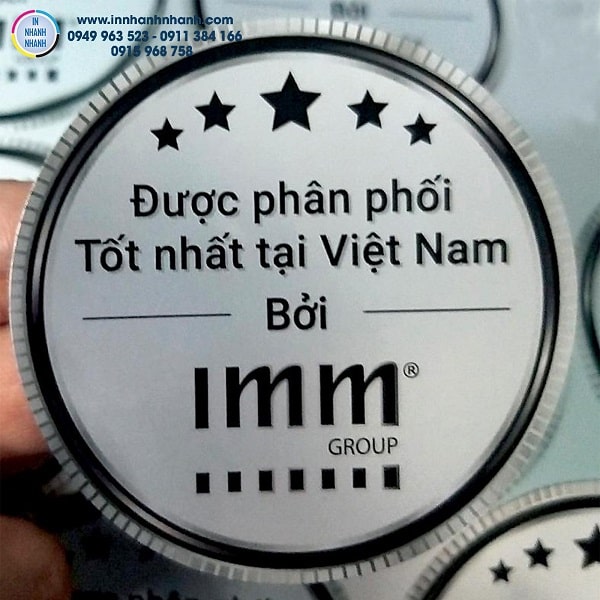 IN
NHANH
NHANH
www.innhanhnhanh.com
0949 963 523 - 0911 384 166
0915 968 758
Được phân phối
Tốt nhất tại Việt Nam
Bởi
ımm®
GROUP